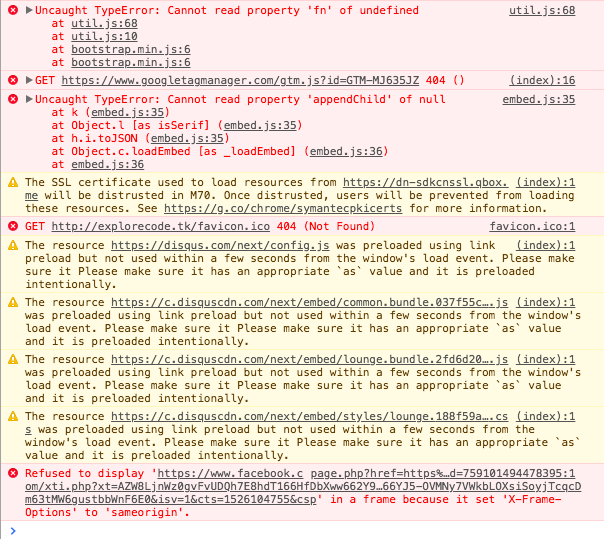 Uncaught TypeError: Cannot read property 'fn' of undefined util.js:68
at util.js:68
at util.js:10
at bootstrap.min.js:6
at bootstrap.min.js:6
GET https://www.googletagmanager.com/gtm.js?id=GTM-MJ635JZ 404 () (index):16
Uncaught TypeError: Cannot read property 'appendChild' of null embed.js:35
at k (embed.js:35)
at Object.l [as isSerif] (embed.js:35)
at h.i.toJSON (embed.js:35)
at Object.c.loadEmbed [as _loadEmbed] (embed.js:36)
at embed.js:36
The SSL certificate used to load resources from https://dn-sdkcnssl.qbox. (index):1
me will be distrusted in M70. Once distrusted, users will be prevented from loading
these resources. See https://g.co/chrome/symantecpkicerts for more information.
GET http://explorecode.tk/favicon.ico 404 (Not Found) favicon.ico:1
The resource https://disqus.com/next/config.js was preloaded using link (index):1
preload but not used within a few seconds from the window's load event. Please make
sure it Please make sure it has an appropriate `as` value and it is preloaded
intentionally.
The resource https://c.disquscdn.com/next/embed/common.bundle.037f55c….js (index):1
was preloaded using link preload but not used within a few seconds from the window's
load event. Please make sure it Please make sure it has an appropriate `as` value
and it is preloaded intentionally.
The resource https://c.disquscdn.com/next/embed/lounge.bundle.2fd6d20….js (index):1
was preloaded using link preload but not used within a few seconds from the window's
load event. Please make sure it Please make sure it has an appropriate `as` value
and it is preloaded intentionally.
The resource https://c.disquscdn.com/next/embed/styles/lounge.188f59a….cs (index):1
s was preloaded using link preload but not used within a few seconds from the
window's load event. Please make sure it Please make sure it has an appropriate `as`
value and it is preloaded intentionally.
Refused to display 'https://www.facebook.c page.php?href=https%…d=759101494478395:1
om/xti.php?xt=AZW8LjnWz0gvFvUDQh7E8hdT166HfDbXww662Y9…66YJ5-OVMNy7VWkbLOXsiSoyjTcqcD
m63tMW6gustbbWnF6E0&isv=1&cts=1526104755&csp' in a frame because it set 'X-Frame-
Options' to 'sameorigin'.